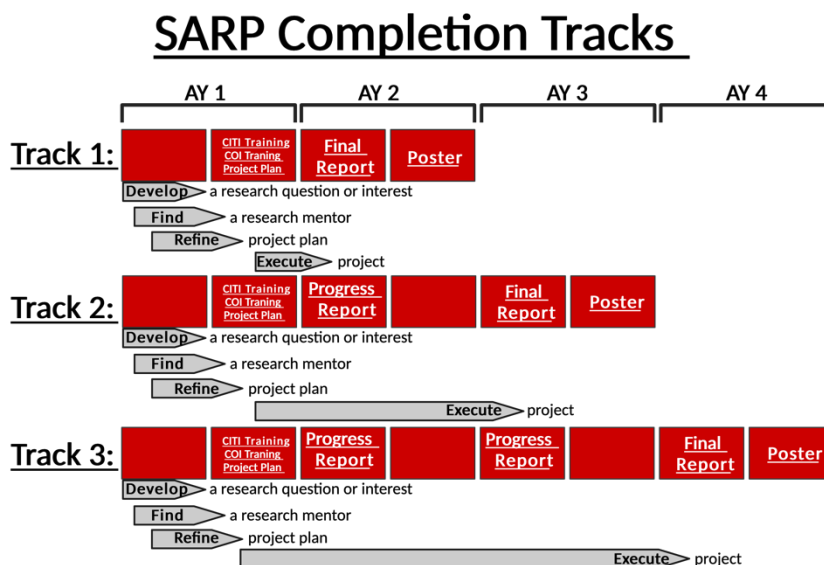 SARP Completion Tracks
AY 1 AY 2 AY 3 AY 4
Track 1:
CITI Training
COI Traning
Project Plan
Final
Report
Poster
Develop a research question or interest
Find a research mentor
Refine project plan
Execute project
Track 2:
CITI Training
COI Traning
Project Plan
Progress
Report
Final
Report
Poster
Develop a research question or interest
Find a research mentor
Refine project plan
Execute project
Track 3:
CITI Training
COI Traning
Project Plan
Progress
Report
Progress
Report
Final
Report
Poster
Develop a research question or interest
Find a research mentor
Refine project plan
Execute project